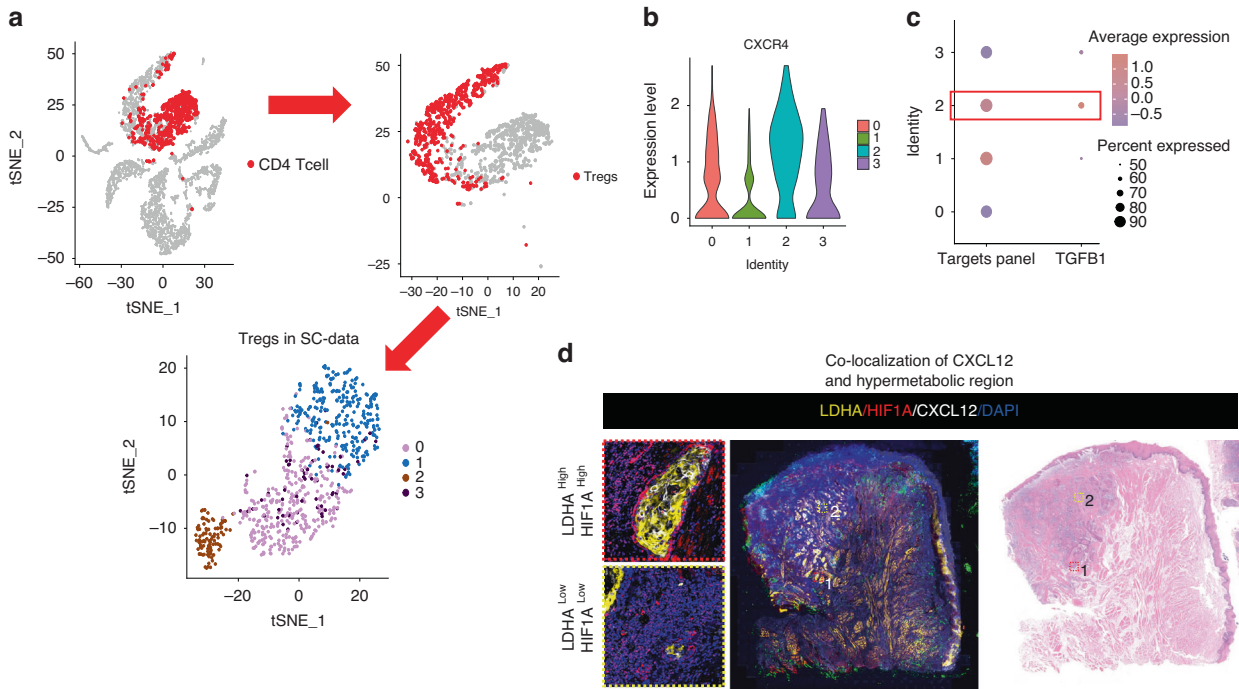 a
50
25
0
−25
−50
tSNE_2
−60
−30
0
30
tSNE_1
CD4 Tcell
50
25
0
−25
−30
−20
−10
0
10
20
tSNE_1
Tregs
Tregs in SC-data
20
10
0
−10
tSNE_2
−20
0
20
tSNE_1
0
1
2
3
b
CXCR4
Expression level
2
1
0
0
1
2
3
Identity
0
1
2
3
c
Identity
3
2
1
0
Targets panel
TGFB1
Average expression
1.0
0.5
0.0
−0.5
Percent expressed
50
60
70
80
90
d
Co-localization of CXCL12
and hypermetabolic region
LDHA/HIF1A/CXCL12/DAPI
LDHA High
HIF1A High
LDHA Low
HIF1A Low
2
1
2
1